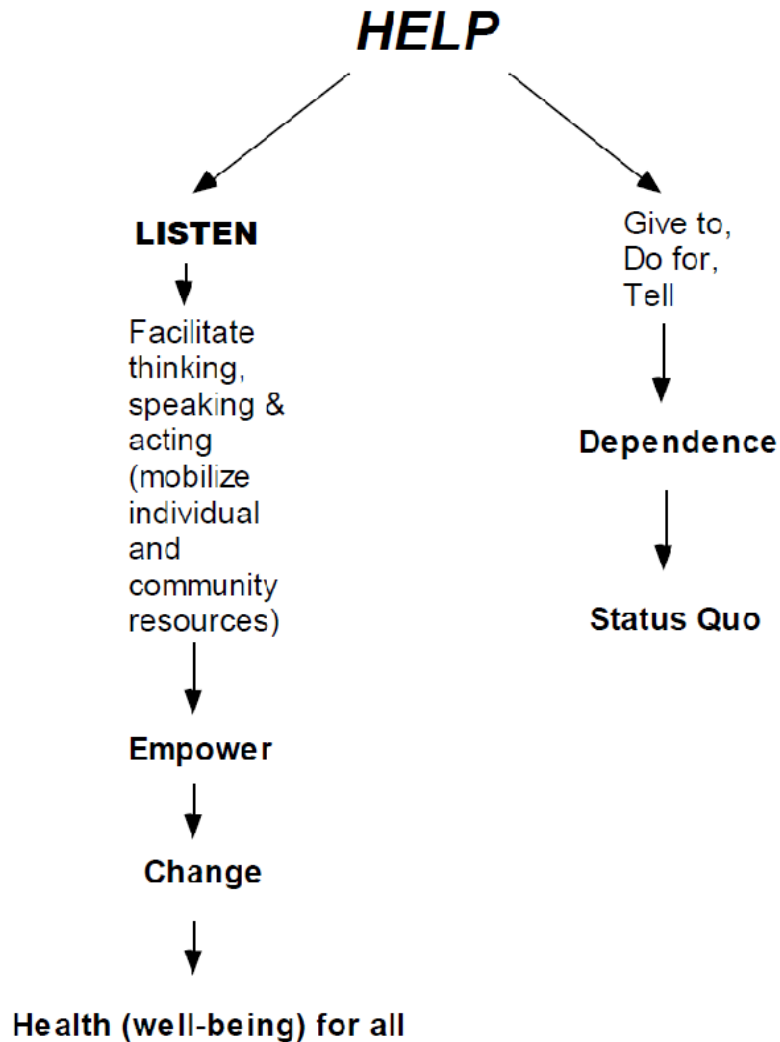 HELP
LISTEN
Facilitate
thinking,
speaking &
acting
(mobilize
individual
and
community
resources)
Empower
Change
Health (well-being) for all
Give to,
Do for,
Tell
Dependence
Status Quo